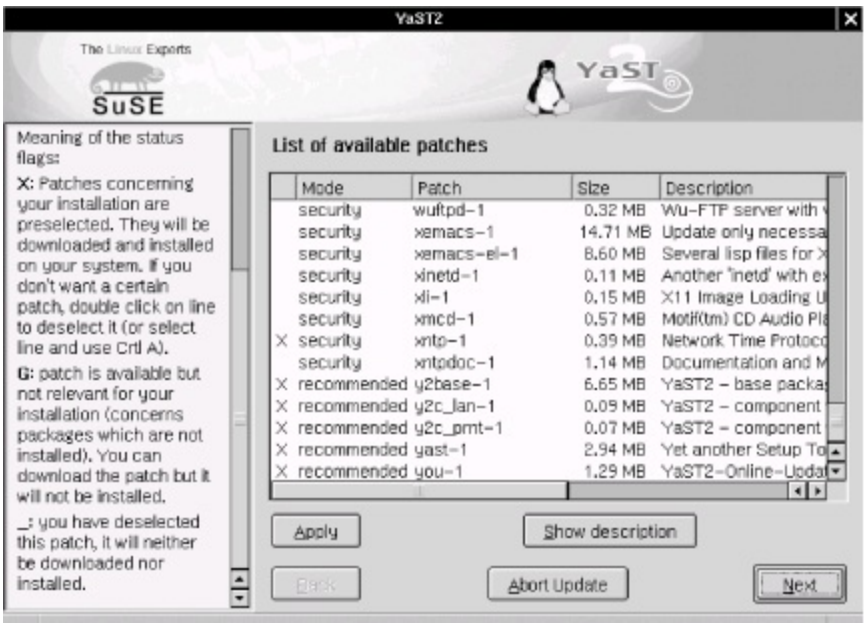 YaST2
The Linux Experts
SuSE
YaST
2
Meaning of the status
flags:
X: Patches concerning
your installation are
preselected. They will be
downloaded and installed
on your system. If you
don't want a certain
patch, double click on line
to deselect it (or select
line and use Crtl A).
G: patch is available but
not relevant for your
installation (concerns
packages which are not
installed). You can
download the patch but it
will not be installed.
_: you have deselected
this patch, it will neither
be downloaded nor
installed.
List of available patches
Mode Patch Size Description
security wuftpd-1 0.32 MB Wu-FTP server with
security xemacs-1 14.71 MB Update only necessa
security xemacs-el-1 8.60 MB Several lisp files for X
security xinetd-1 0.11 MB Another 'inetd' with ex
security xli-1 0.15 MB X11 Image Loading U
security xmcd-1 0.57 MB Motif(tm) CD Audio Pla
X security xntp-1 0.39 MB Network Time Protoco
security xntpdoc-1 1.14 MB Documentation and M
X recommended y2base-1 6.65 MB YaST2 - base packag
X recommended y2c_lan-1 0.09 MB YaST2 - component
X recommended y2c_prnt-1 0.07 MB YaST2 - component
X recommended yast-1 2.94 MB Yet another Setup To
X recommended you-1 1.29 MB YaST2-Online-Updat
Apply
Show description
Back
Abort Update
Next